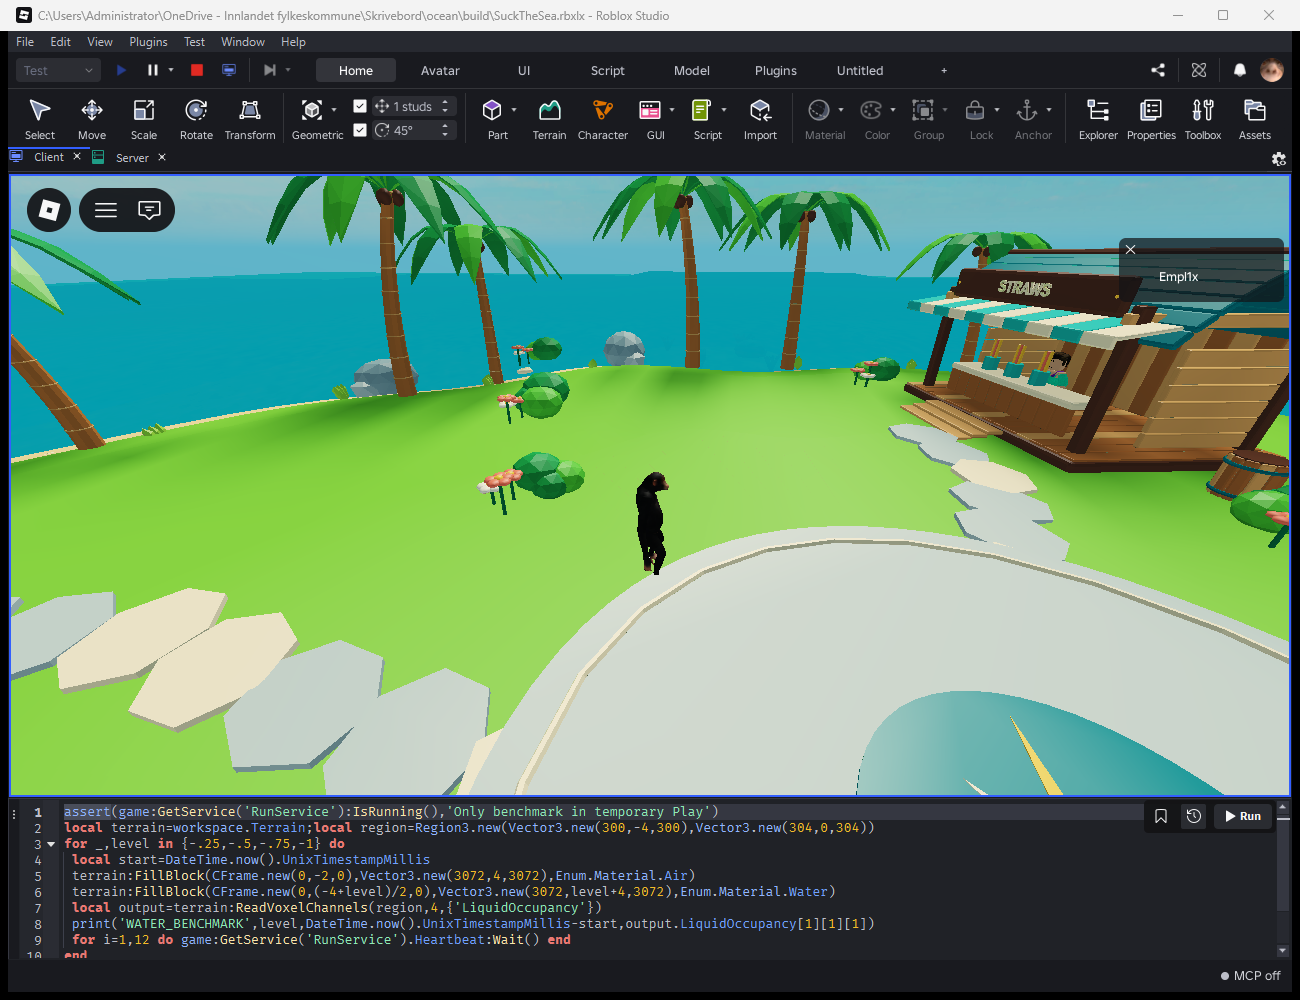 C:\Users\Administrator\OneDrive - Innlandet fylkeskommune\Skrivebord\ocean\build\SuckTheSea.rbxlx - Roblox Studio
File Edit View Plugins Test Window Help
Test Home Avatar UI Script Model Plugins Untitled +
1 studs
45°
Select Move Scale Rotate Transform Geometric Part Terrain Character GUI Script Import Material Color Group Lock Anchor Explorer Properties Toolbox Assets
Client Server
Empl1x
STRAWS
1 assert(game:GetService('RunService'):IsRunning(),'Only benchmark in temporary Play')
2 local terrain=workspace.Terrain;local region=Region3.new(Vector3.new(300,-4,300),Vector3.new(304,0,304))
3 for _,level in {-.25,-.5,-.75,-1} do
4 local start=DateTime.now().UnixTimestampMillis
5 terrain:FillBlock(CFrame.new(0,-2,0),Vector3.new(3072,4,3072),Enum.Material.Air)
6 terrain:FillBlock(CFrame.new(0,(-4+level)/2,0),Vector3.new(3072,level+4,3072),Enum.Material.Water)
7 local output=terrain:ReadVoxelChannels(region,4,{'LiquidOccupancy'})
8 print('WATER_BENCHMARK',level,DateTime.now().UnixTimestampMillis-start,output.LiquidOccupancy[1][1][1])
9 for i=1,12 do game:GetService('RunService').Heartbeat:Wait() end
10 end
Run
MCP off